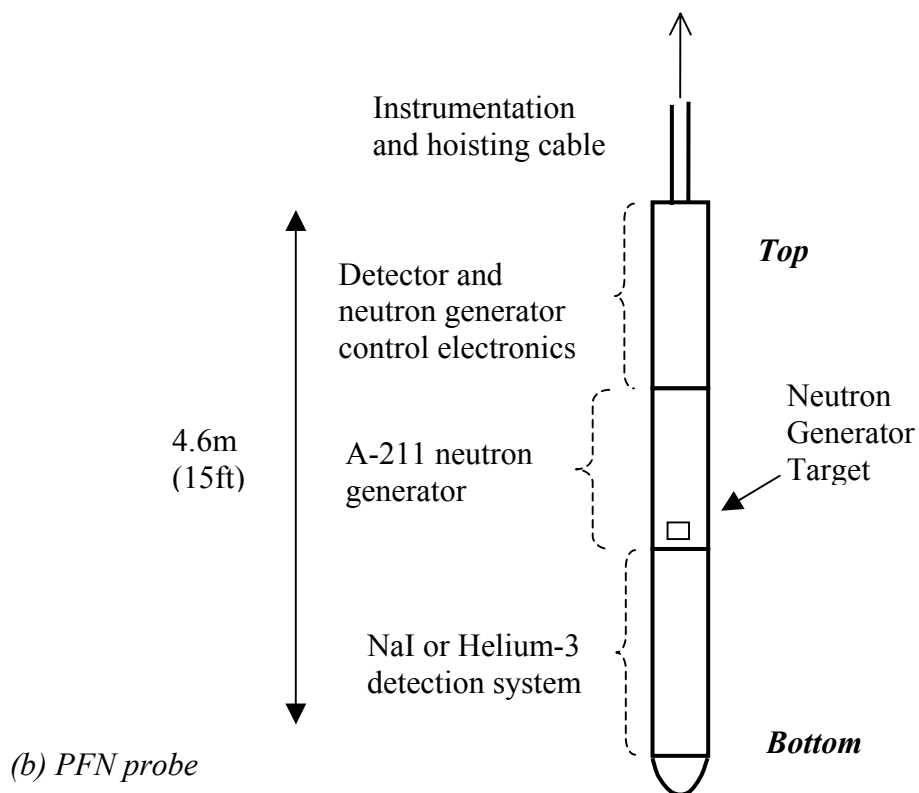 Instrumentation
and hoisting cable
Top
Detector and
neutron generator
control electronics
Neutron
Generator
Target
4.6m
(15ft)
A-211 neutron
generator
NaI or Helium-3
detection system
Bottom
(b) PFN probe